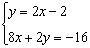 y = 2x − 2
8x + 2y = −16